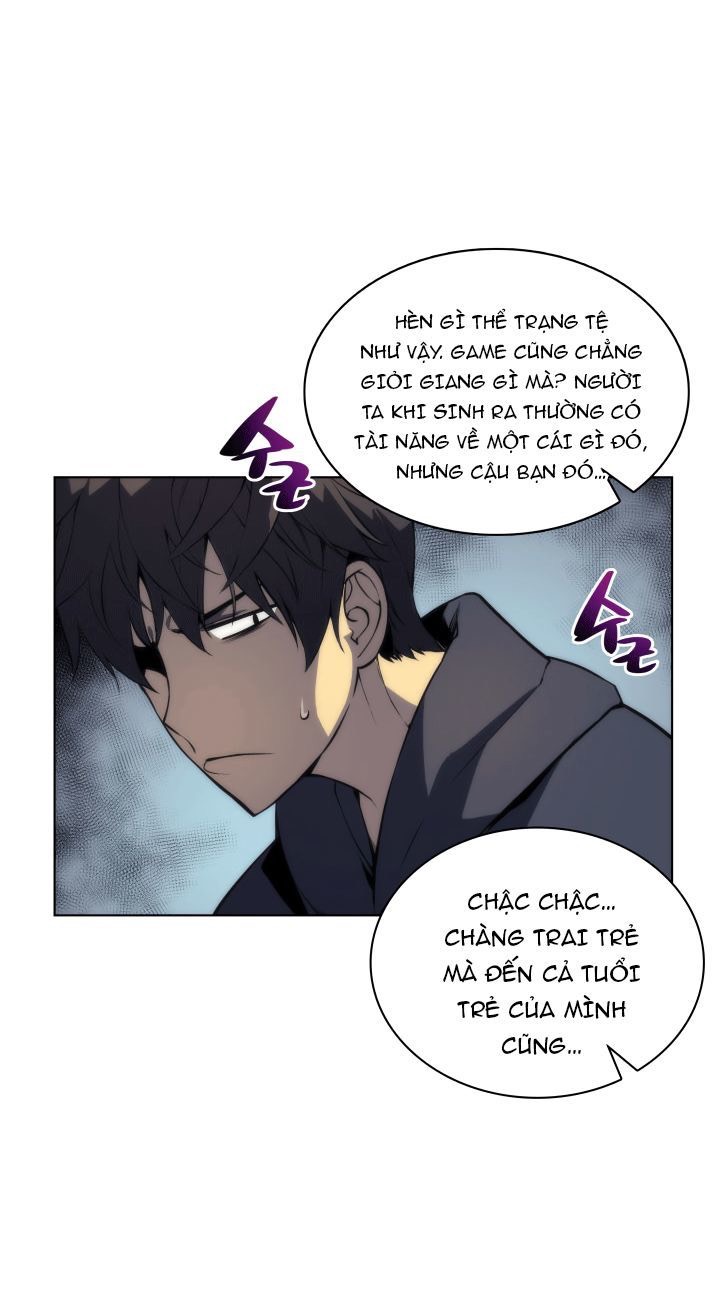 HÈN GÌ THỂ TRẠNG TỆ
NHƯ VẬY. GAME CŨNG CHẲNG
GIỎI GIANG GÌ MÀ? NGƯỜI
TA KHI SINH RA THƯỜNG CÓ
TÀI NĂNG VỀ MỘT CÁI GÌ ĐÓ,
NHƯNG CẬU BẠN ĐÓ...
CHẬC CHẬC...
CHÀNG TRAI TRẺ
MÀ ĐẾN CẢ TUỔI
TRẺ CỦA MÌNH
CŨNG...